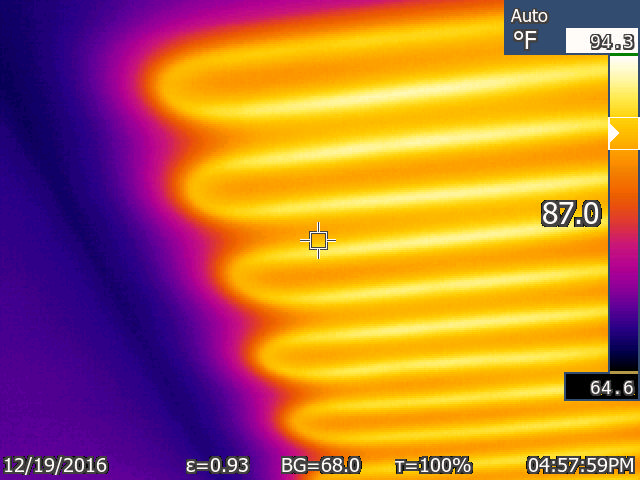 Auto
°F
94.3
87.0
64.6
12/19/2016 ε=0.93 BG=68.0 τ=100% 04:57:59PM